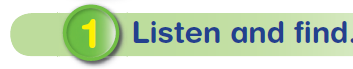 1 Listen and find.